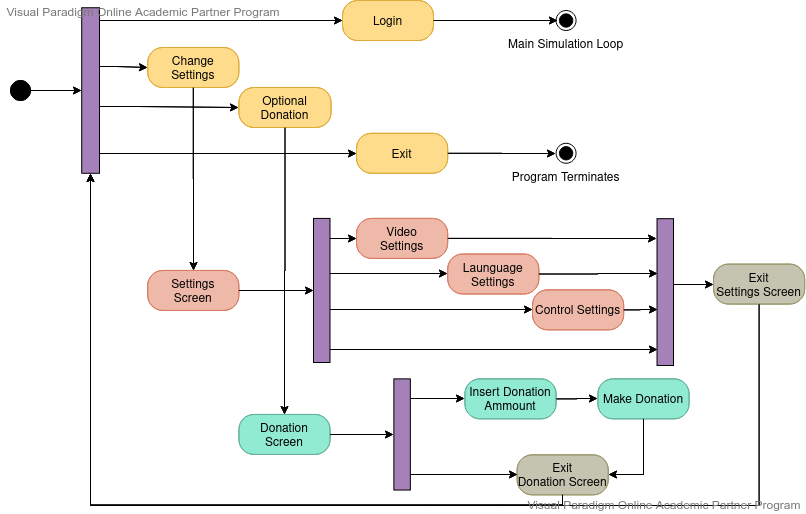 Visual Paradigm Online Academic Partner Program
Login
Main Simulation Loop
Change
Settings
Optional
Donation
Exit
Program Terminates
Video
Settings
Launguage
Settings
Control Settings
Settings
Screen
Exit
Settings Screen
Insert Donation
Ammount
Make Donation
Donation
Screen
Exit
Donation Screen
Visual Paradigm Online Academic Partner Program